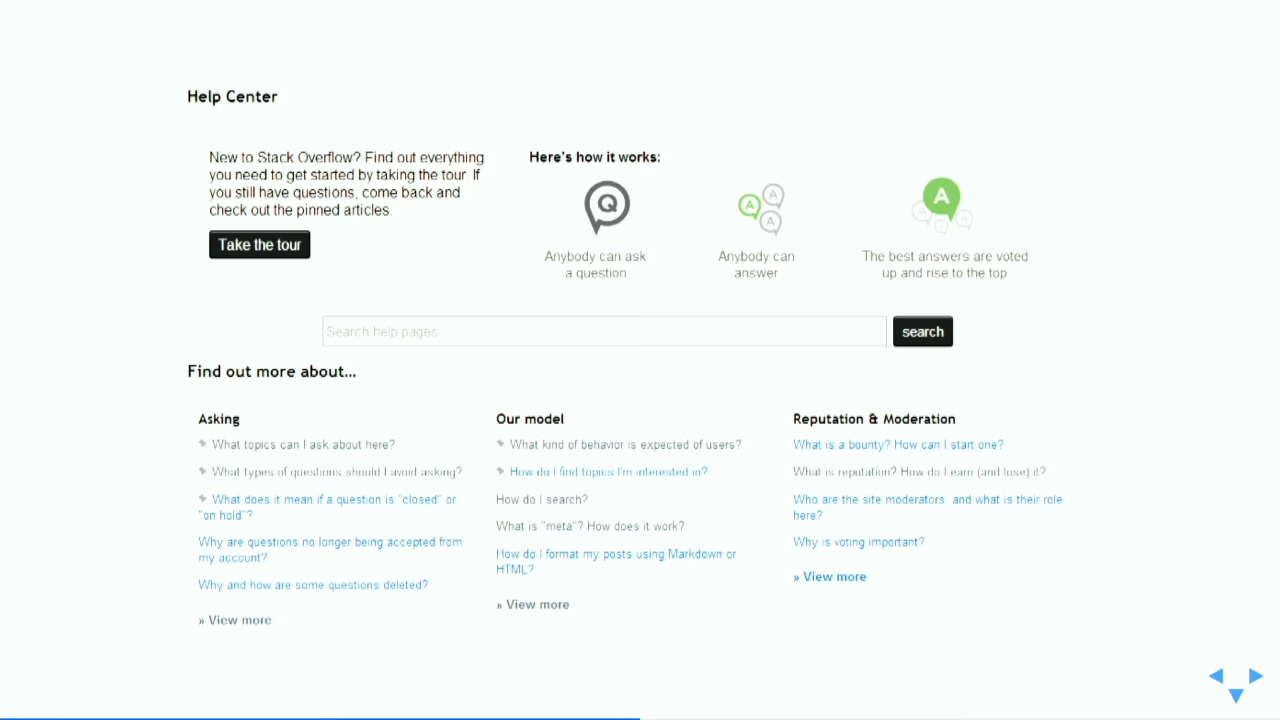 Help Center
New to Stack Overflow? Find out everything
you need to get started by taking the tour. If
you still have questions, come back and
check out the pinned articles.
Take the tour
Here's how it works:
Q
A
A
A
A
A
A
Anybody can ask
a question
Anybody can
answer
The best answers are voted
up and rise to the top
Search help pages
search
Find out more about...
Asking
What topics can I ask about here?
What types of questions should I avoid asking?
What does it mean if a question is "closed" or
"on hold"?
Why are questions no longer being accepted from
my account?
Why and how are some questions deleted?
» View more
Our model
What kind of behavior is expected of users?
How do I find topics I'm interested in?
How do I search?
What is "meta"? How does it work?
How do I format my posts using Markdown or
HTML?
» View more
Reputation & Moderation
What is a bounty? How can I start one?
What is reputation? How do I earn (and lose) it?
Who are the site moderators, and what is their role
here?
Why is voting important?
» View more